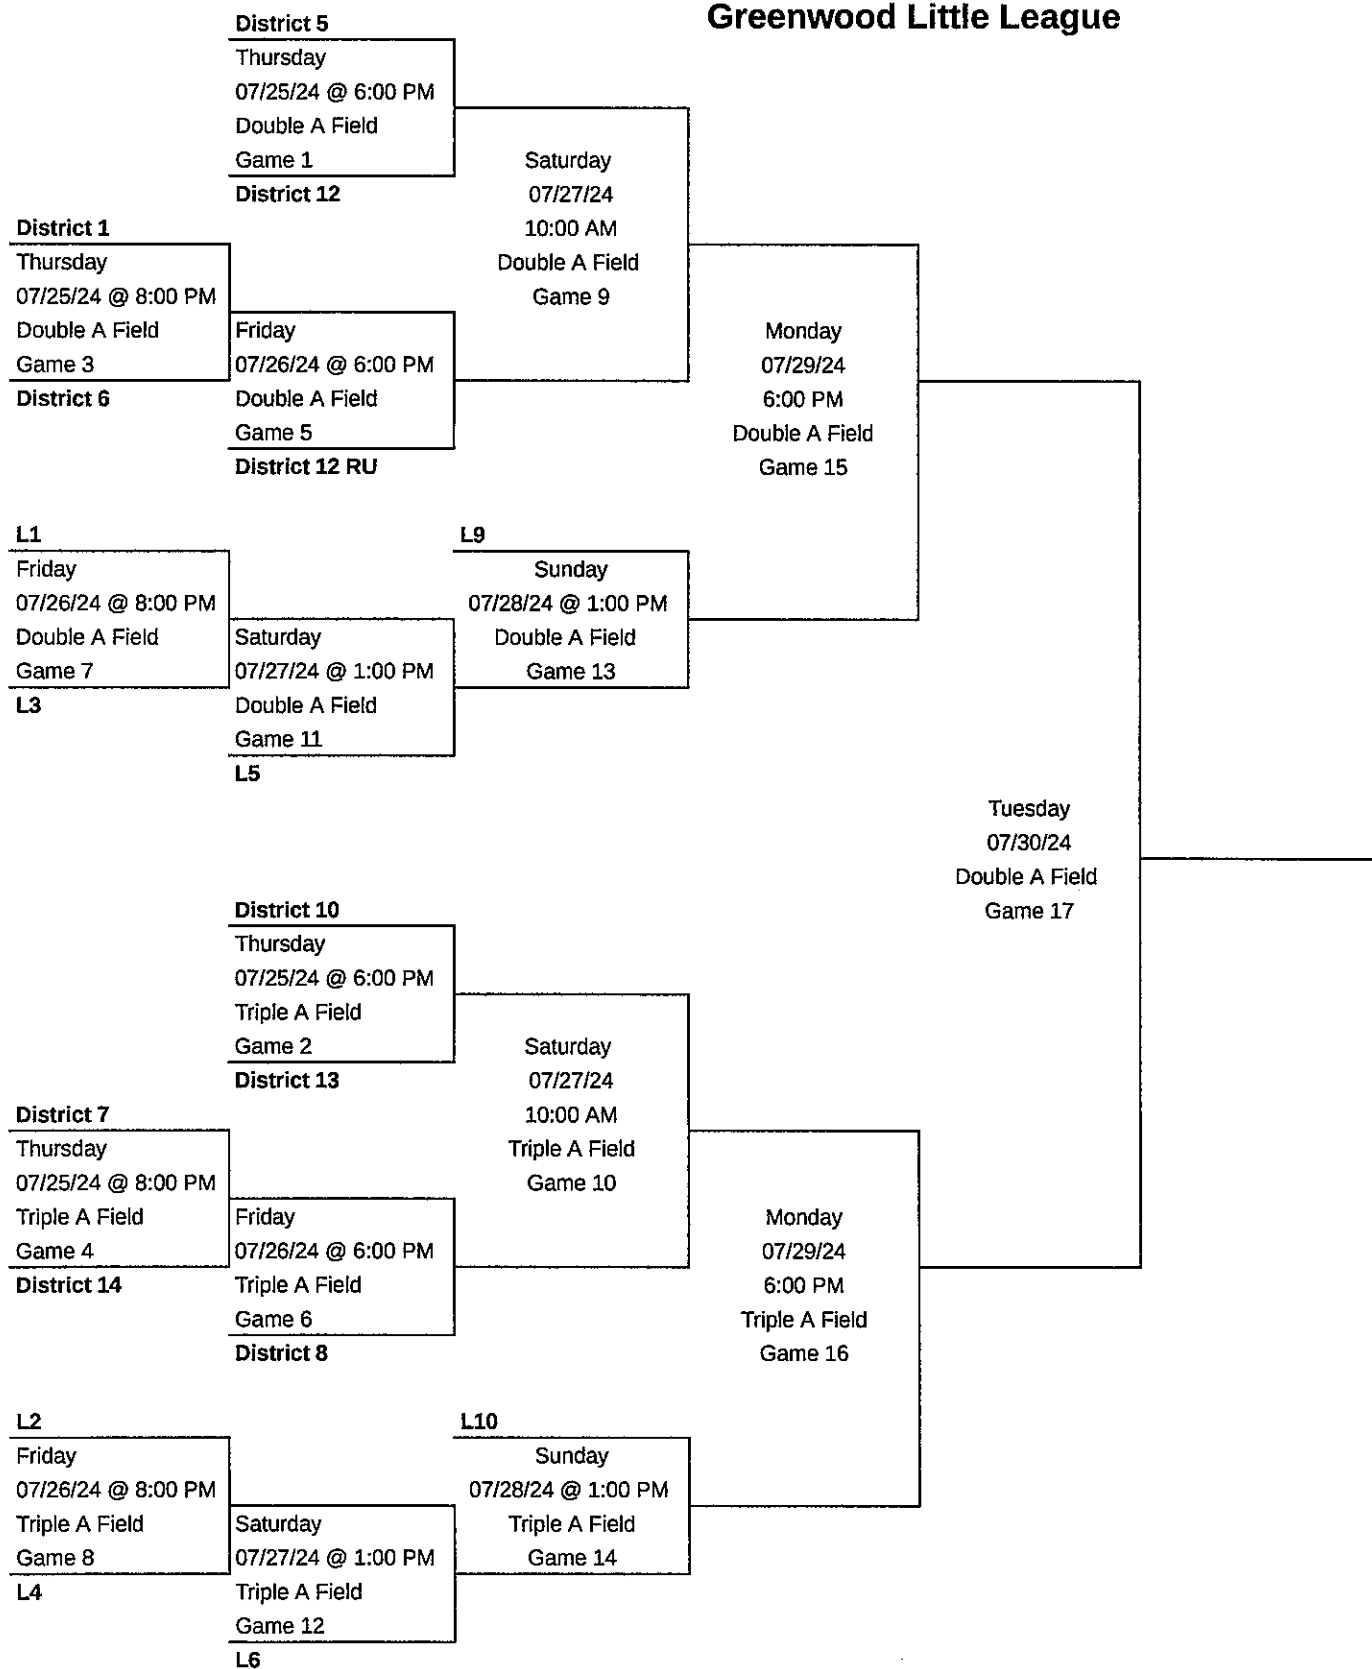 Greenwood Little League
District 5
Thursday
07/25/24 @ 6:00 PM
Double A Field
Game 1
District 12
Saturday
07/27/24
10:00 AM
Double A Field
Game 9
District 1
Thursday
07/25/24 @ 8:00 PM
Double A Field
Game 3
District 6
Friday
07/26/24 @ 6:00 PM
Double A Field
Game 5
District 12 RU
Monday
07/29/24
6:00 PM
Double A Field
Game 15
L1
Friday
07/26/24 @ 8:00 PM
Double A Field
Game 7
L3
Saturday
07/27/24 @ 1:00 PM
Double A Field
Game 11
L5
L9
Sunday
07/28/24 @ 1:00 PM
Double A Field
Game 13
Tuesday
07/30/24
Double A Field
Game 17
District 10
Thursday
07/25/24 @ 6:00 PM
Triple A Field
Game 2
District 13
Saturday
07/27/24
10:00 AM
Triple A Field
Game 10
District 7
Thursday
07/25/24 @ 8:00 PM
Triple A Field
Game 4
District 14
Friday
07/26/24 @ 6:00 PM
Triple A Field
Game 6
District 8
Monday
07/29/24
6:00 PM
Triple A Field
Game 16
L2
Friday
07/26/24 @ 8:00 PM
Triple A Field
Game 8
L4
Saturday
07/27/24 @ 1:00 PM
Triple A Field
Game 12
L6
L10
Sunday
07/28/24 @ 1:00 PM
Triple A Field
Game 14